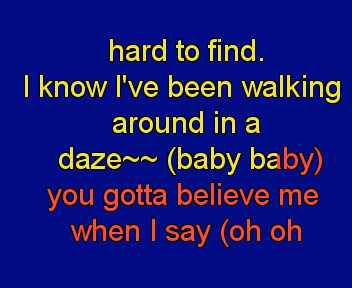 hard to find.
I know I've been walking
around in a
daze~~ (baby baby)
you gotta believe me
when I say (oh oh